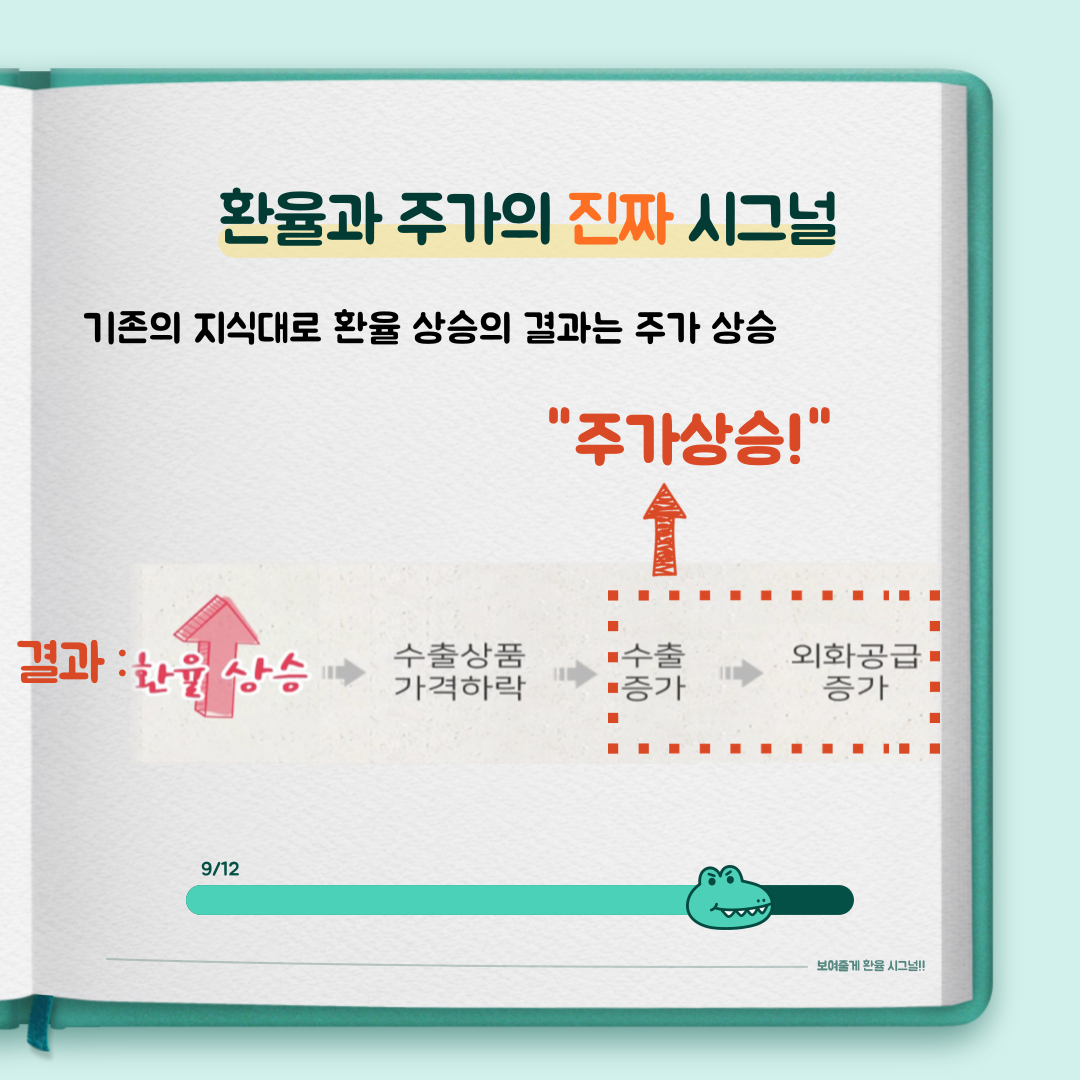 환율과 주가의 진짜 시그널
기존의 지식대로 환율 상승의 결과는 주가 상승
"주가상승!"
결과 :
환율 상승
수출상품
가격하락
수출
증가
외화공급
증가
9/12
보여줄게 환율 시그널!!